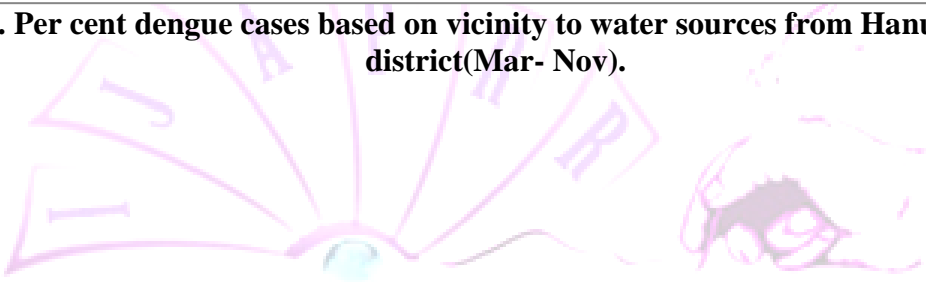 . Per cent dengue cases based on vicinity to water sources from Hanu
district(Mar- Nov).
I J A R